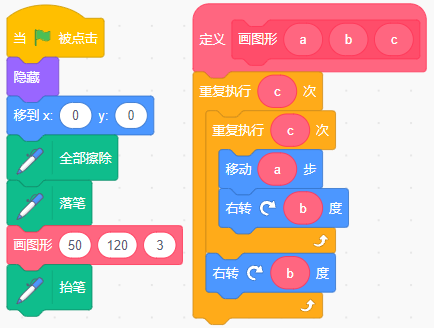 当 被点击
隐藏
移到 x: 0 y: 0
全部擦除
落笔
画图形 50 120 3
抬笔
定义 画图形 a b c
重复执行 c 次
重复执行 c 次
移动 a 步
右转 b 度
右转 b 度